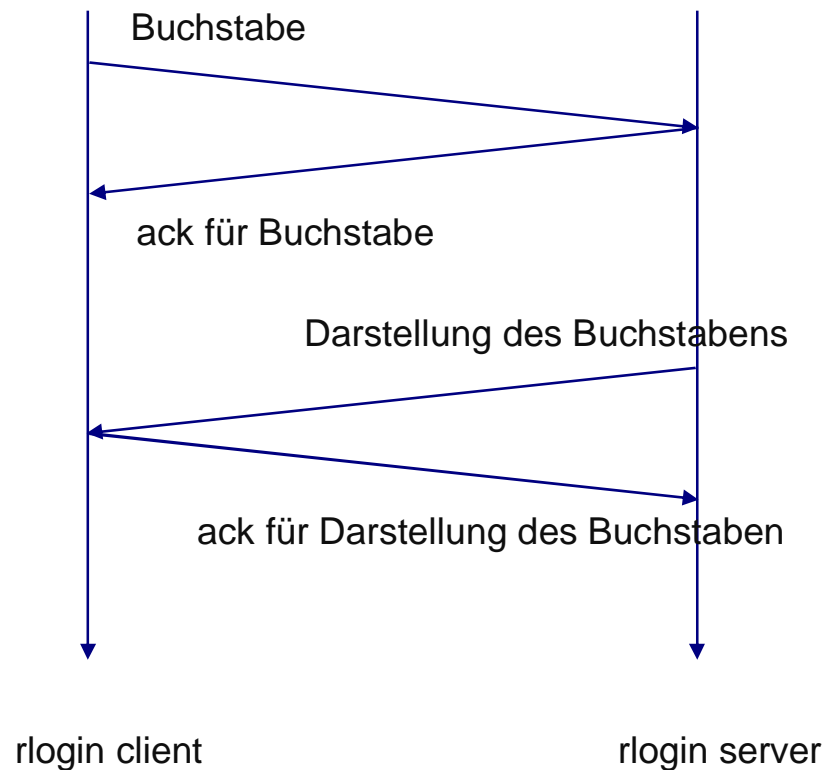 Buchstabe
ack für Buchstabe
Darstellung des Buchstabens
ack für Darstellung des Buchstaben
rlogin client
rlogin server